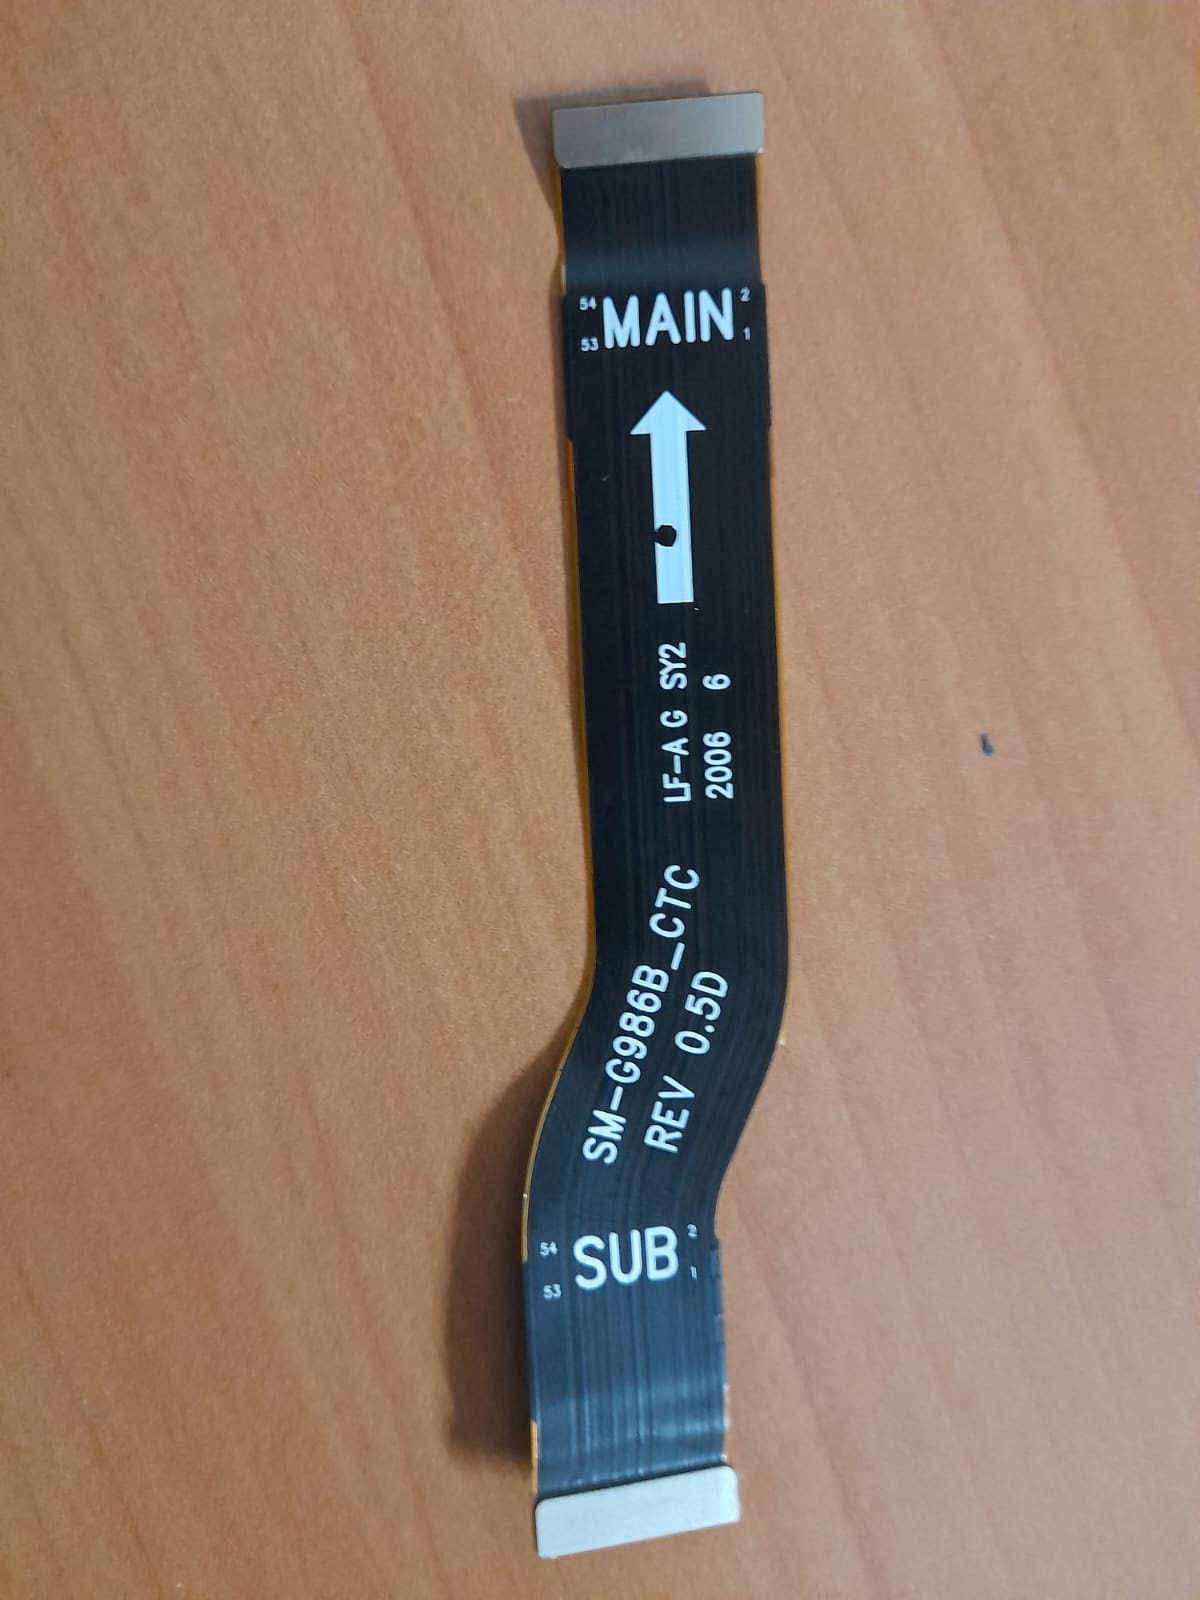 54 MAIN 2
53 1
LF-A G SY2
2006 6
SM-G986B_CTC
REV 0.5D
54 SUB 2
53 1